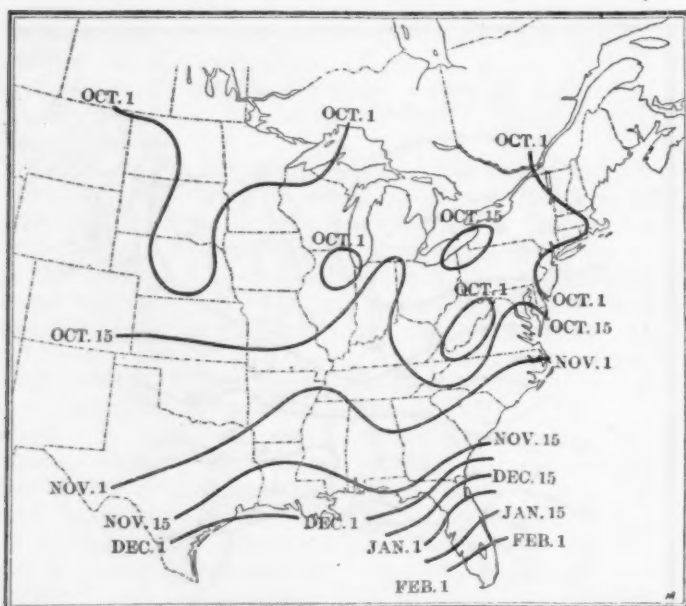 OCT. 1
OCT. 1
OCT. 1
OCT. 15
OCT. 1
OCT. 1
OCT. 1
OCT. 15
OCT. 15
NOV. 1
NOV. 15
DEC. 15
NOV. 1
NOV. 15
DEC. 1
DEC. 1
JAN. 15
JAN. 1
FEB. 1
FEB. 1